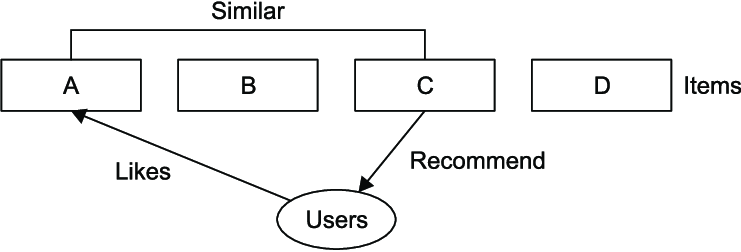 Similar
A
B
C
D
Items
Likes
Recommend
Users